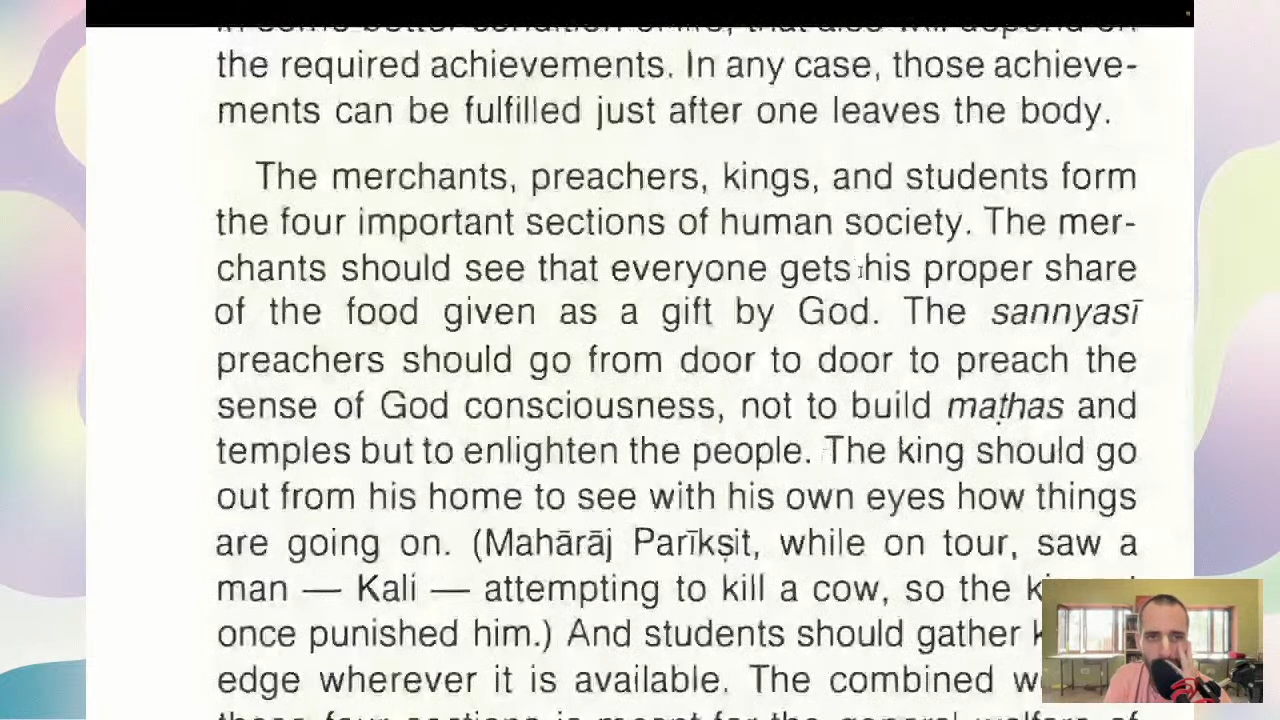 the required achievements. In any case, those achieve-
ments can be fulfilled just after one leaves the body.
The merchants, preachers, kings, and students form
the four important sections of human society. The mer-
chants should see that everyone gets his proper share
of the food given as a gift by God. The sannyasī
preachers should go from door to door to preach the
sense of God consciousness, not to build maṭhas and
temples but to enlighten the people. The king should go
out from his home to see with his own eyes how things
are going on. (Mahārāj Parīkṣit, while on tour, saw a
man — Kali — attempting to kill a cow, so the
once punished him.) And students should gather
edge wherever it is available. The combined